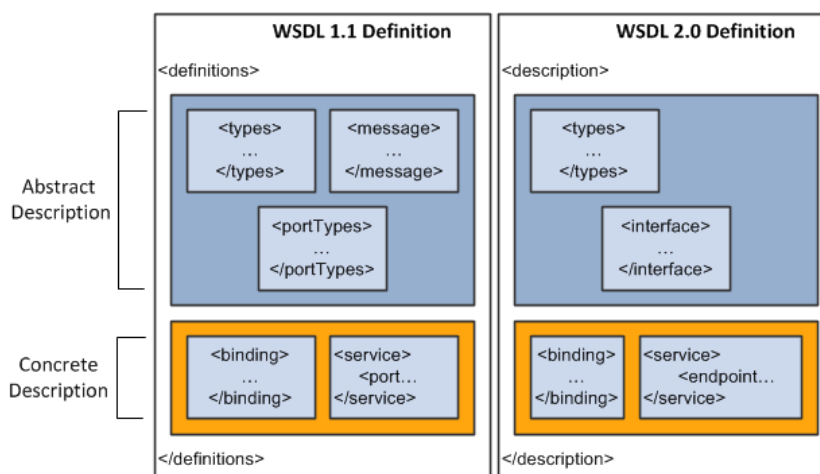 WSDL 1.1 Definition
<definitions>
<types>
…
</types>
<message>
…
</message>
<portTypes>
…
</portTypes>
<binding>
…
</binding>
<service>
<port…
</service>
</definitions>
WSDL 2.0 Definition
<description>
<types>
…
</types>
<interface>
…
</interface>
<binding>
…
</binding>
<service>
<endpoint…
</service>
</description>
Abstract
Description
Concrete
Description